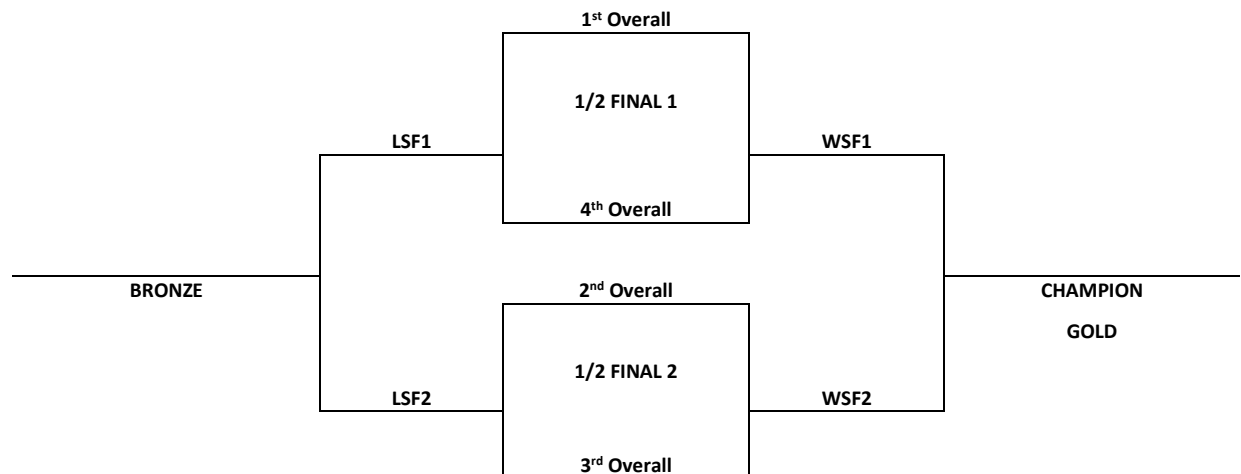 1st Overall
1/2 FINAL 1
LSF1
WSF1
4th Overall
BRONZE
2nd Overall
CHAMPION
GOLD
1/2 FINAL 2
LSF2
WSF2
3rd Overall